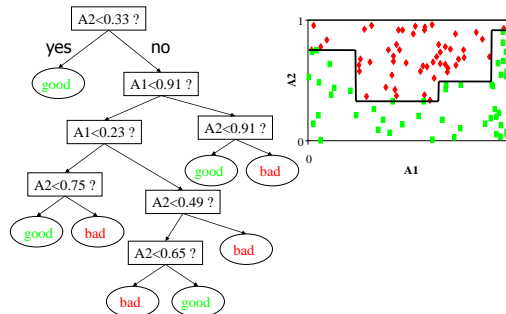 A2<0.33 ?
yes no
good
A1<0.91 ?
A1<0.23 ?
A2<0.91 ?
good
bad
A2<0.75 ?
A2<0.49 ?
good
bad
bad
A2<0.65 ?
bad
good
1
A2
0
0
A1